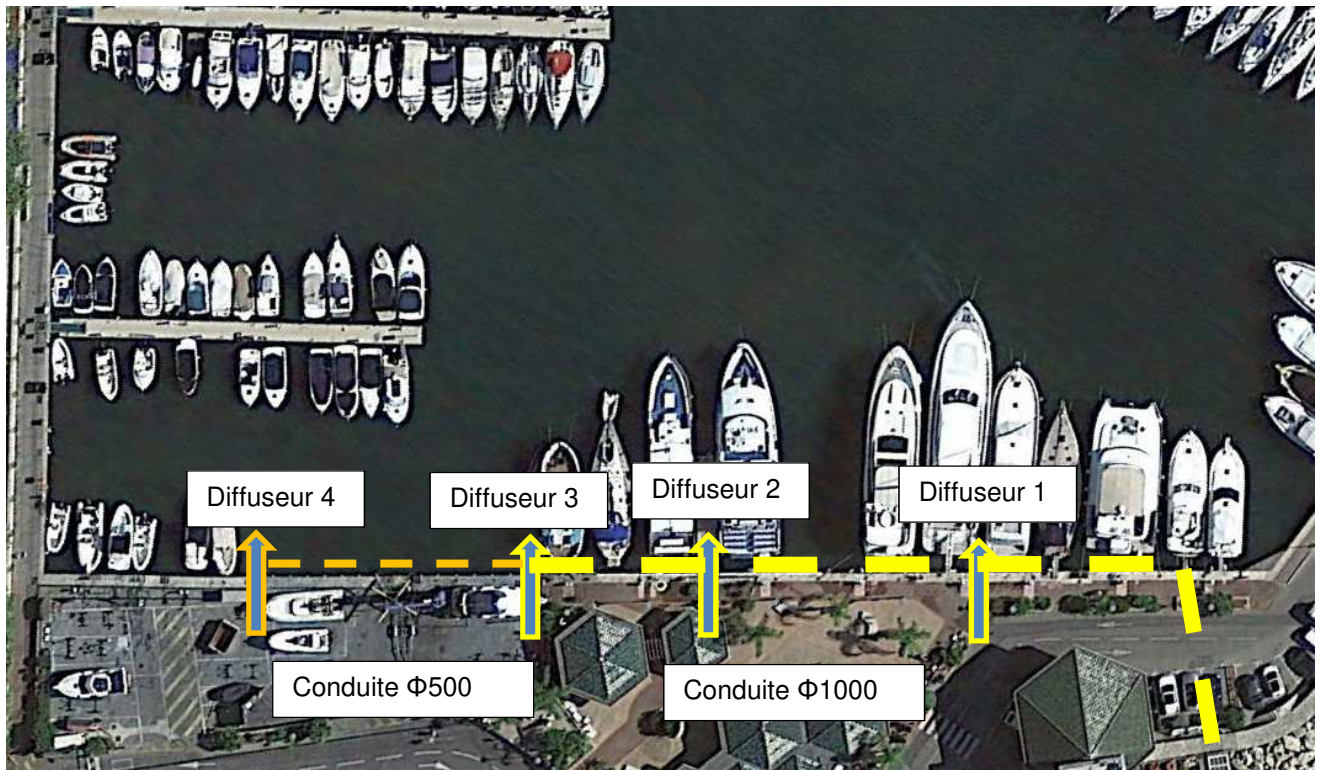 Diffuseur 4
Diffuseur 3
Diffuseur 2
Diffuseur 1
Conduite Φ500
Conduite Φ1000